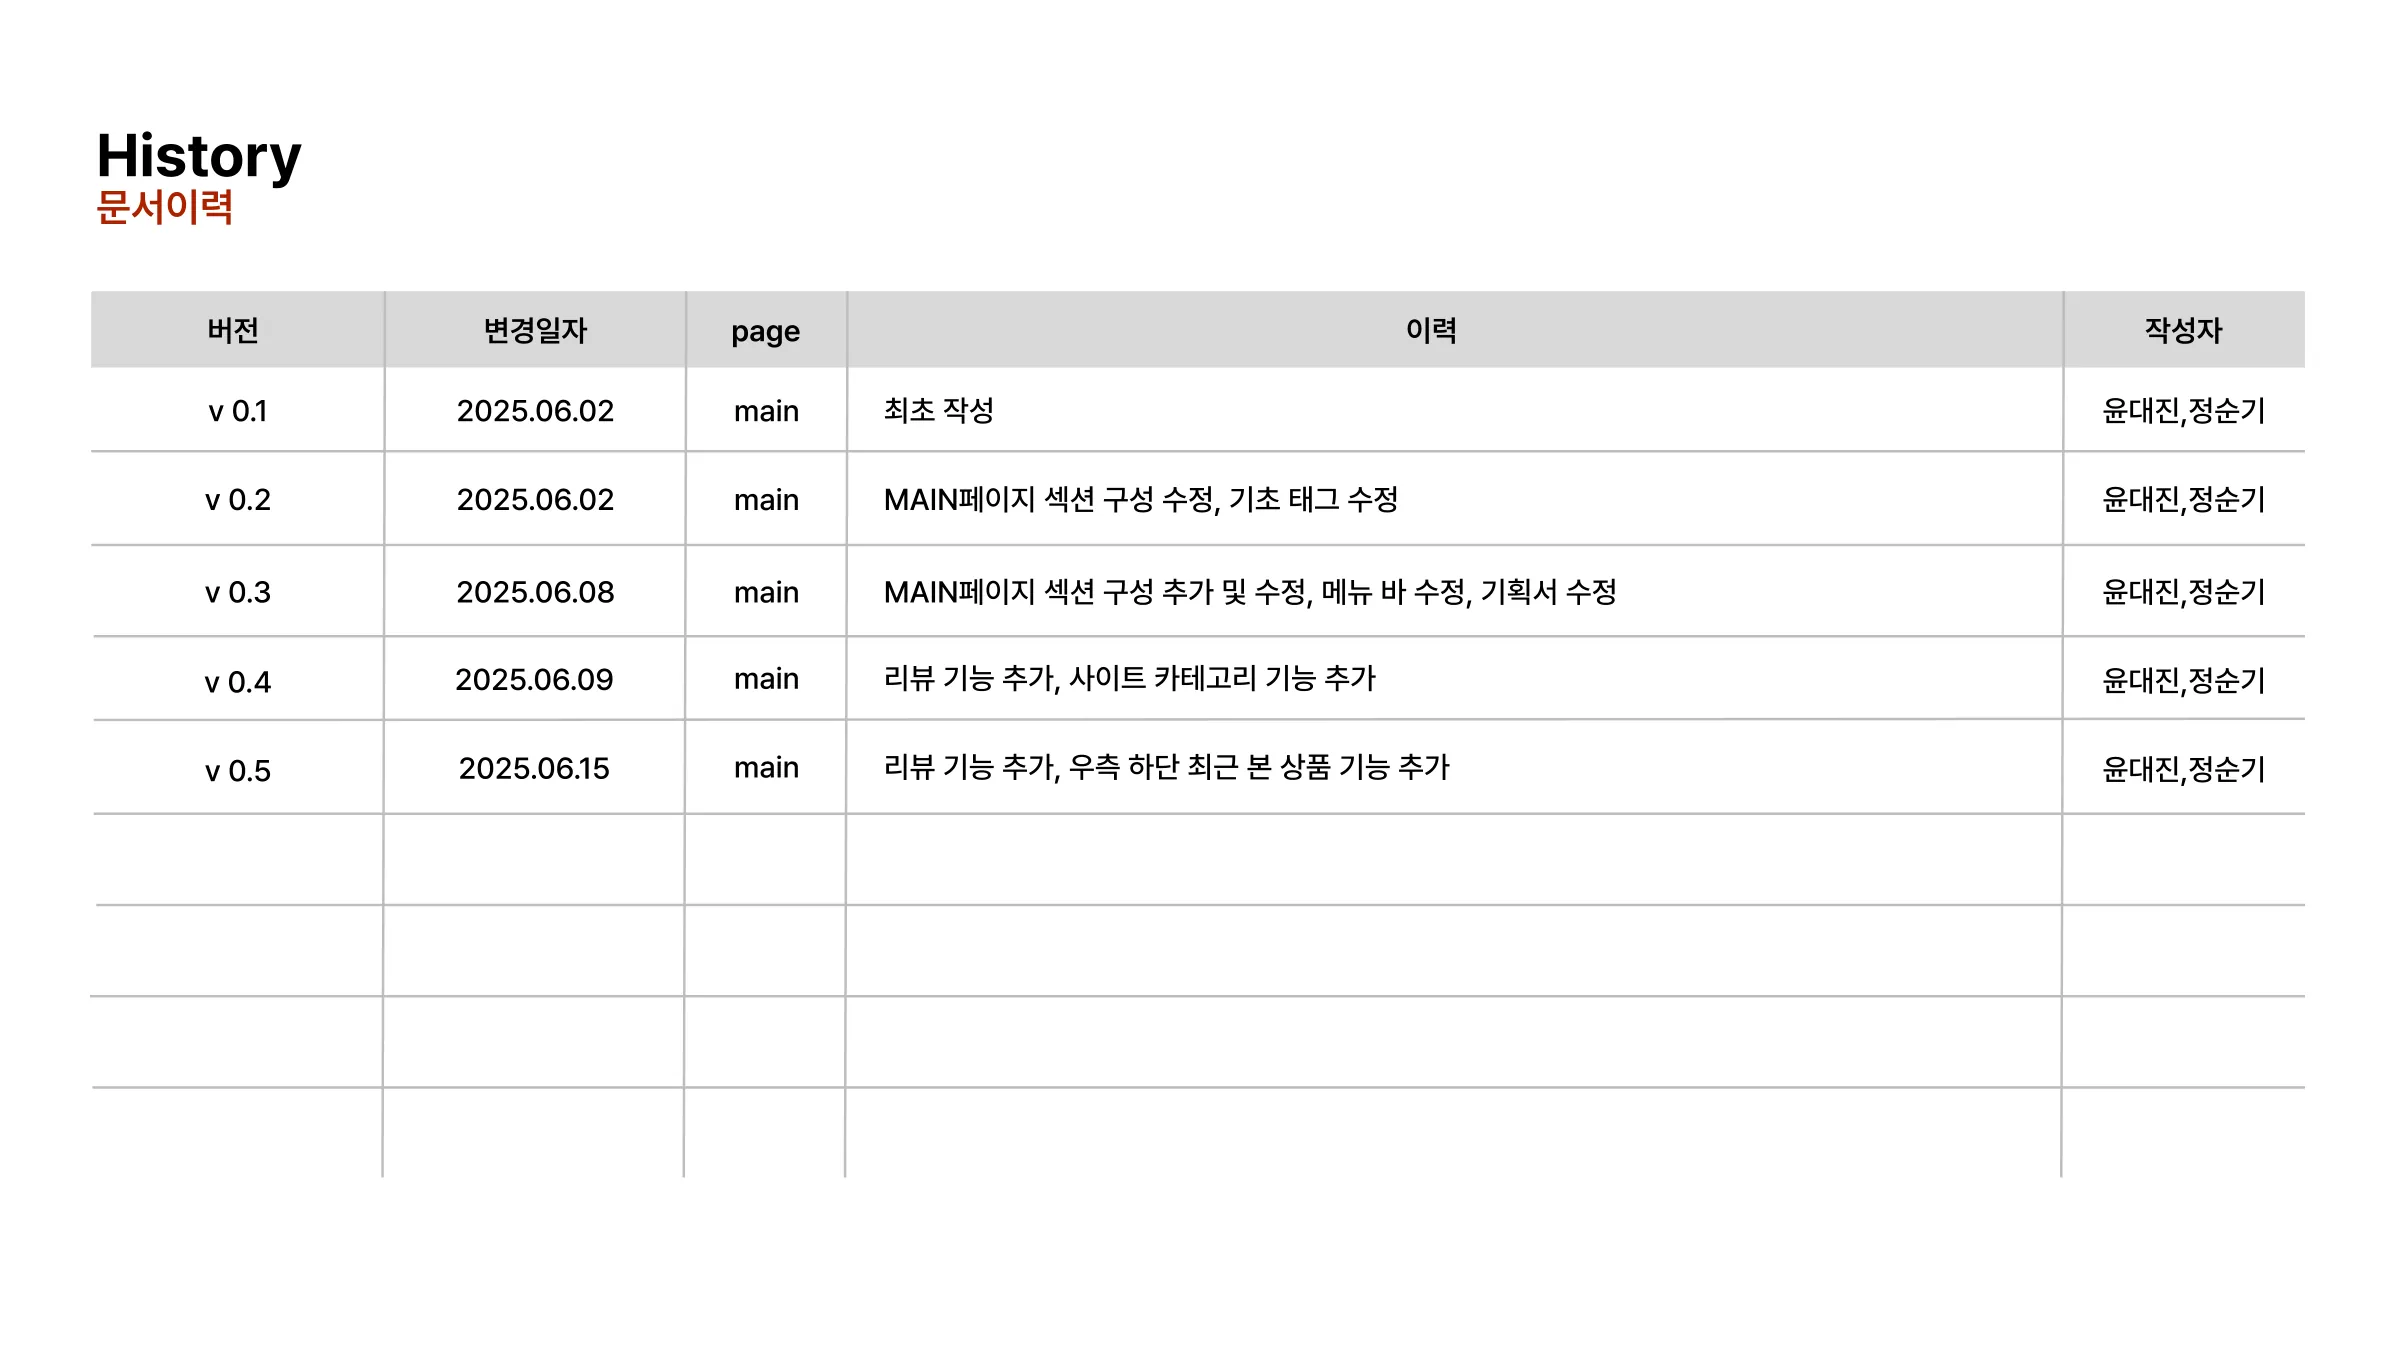 History
문서이력
버전 변경일자 page 이력 작성자
v 0.1 2025.06.02 main 최초 작성 윤대진,정순기
v 0.2 2025.06.02 main MAIN페이지 섹션 구성 수정, 기초 태그 수정 윤대진,정순기
v 0.3 2025.06.08 main MAIN페이지 섹션 구성 추가 및 수정, 메뉴 바 수정, 기획서 수정 윤대진,정순기
v 0.4 2025.06.09 main 리뷰 기능 추가, 사이트 카테고리 기능 추가 윤대진,정순기
v 0.5 2025.06.15 main 리뷰 기능 추가, 우측 하단 최근 본 상품 기능 추가 윤대진,정순기